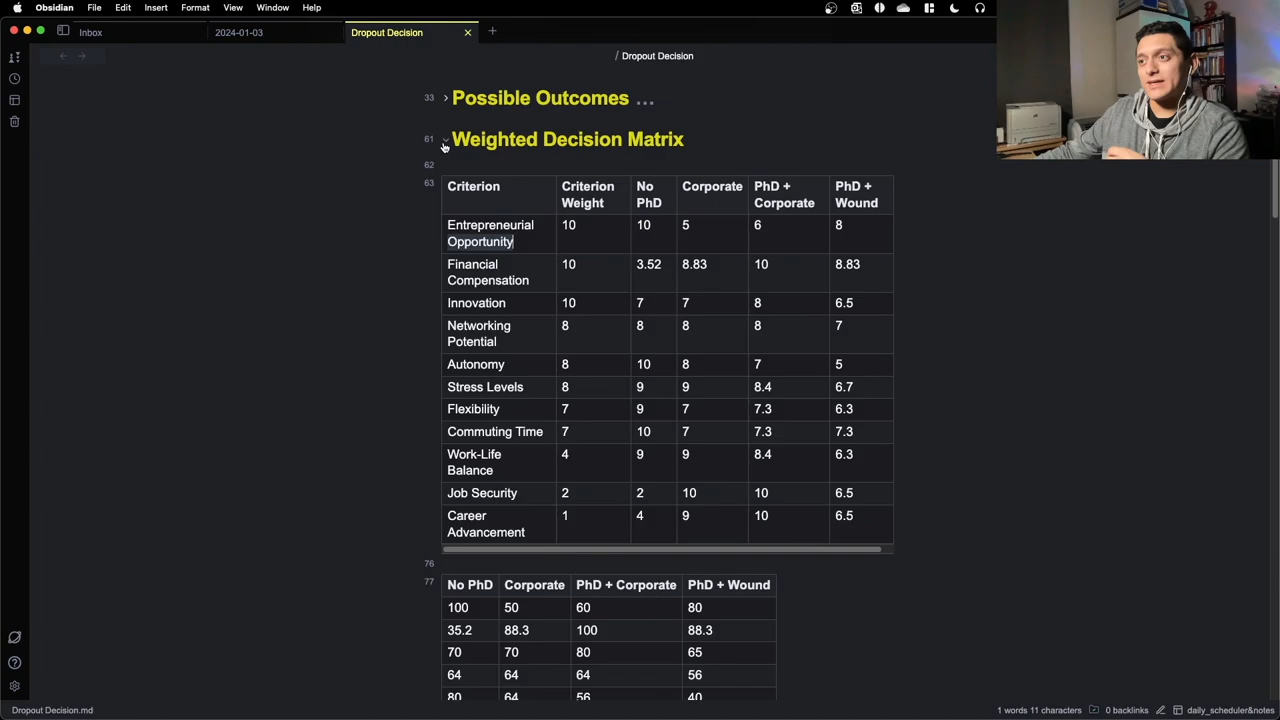 Obsidian File Edit Insert Format View Window Help
Inbox 2024-01-03 Dropout Decision
/ Dropout Decision
33 Possible Outcomes ...
61 Weighted Decision Matrix
62
63
Criterion Criterion Weight No PhD Corporate PhD + Corporate PhD + Wound
Entrepreneurial Opportunity 10 10 5 6 8
Financial Compensation 10 3.52 8.83 10 8.83
Innovation 10 7 7 8 6.5
Networking Potential 8 8 8 8 7
Autonomy 8 10 8 7 5
Stress Levels 8 9 9 8.4 6.7
Flexibility 7 9 7 7.3 6.3
Commuting Time 7 10 7 7.3 7.3
Work-Life Balance 4 9 9 8.4 6.3
Job Security 2 2 10 10 6.5
Career Advancement 1 4 9 10 6.5
76
77
No PhD Corporate PhD + Corporate PhD + Wound
100 50 60 80
35.2 88.3 100 88.3
70 70 80 65
64 64 64 56
80 64 56 40
Dropout Decision.md 1 words 11 characters 0 backlinks daily_scheduler&notes